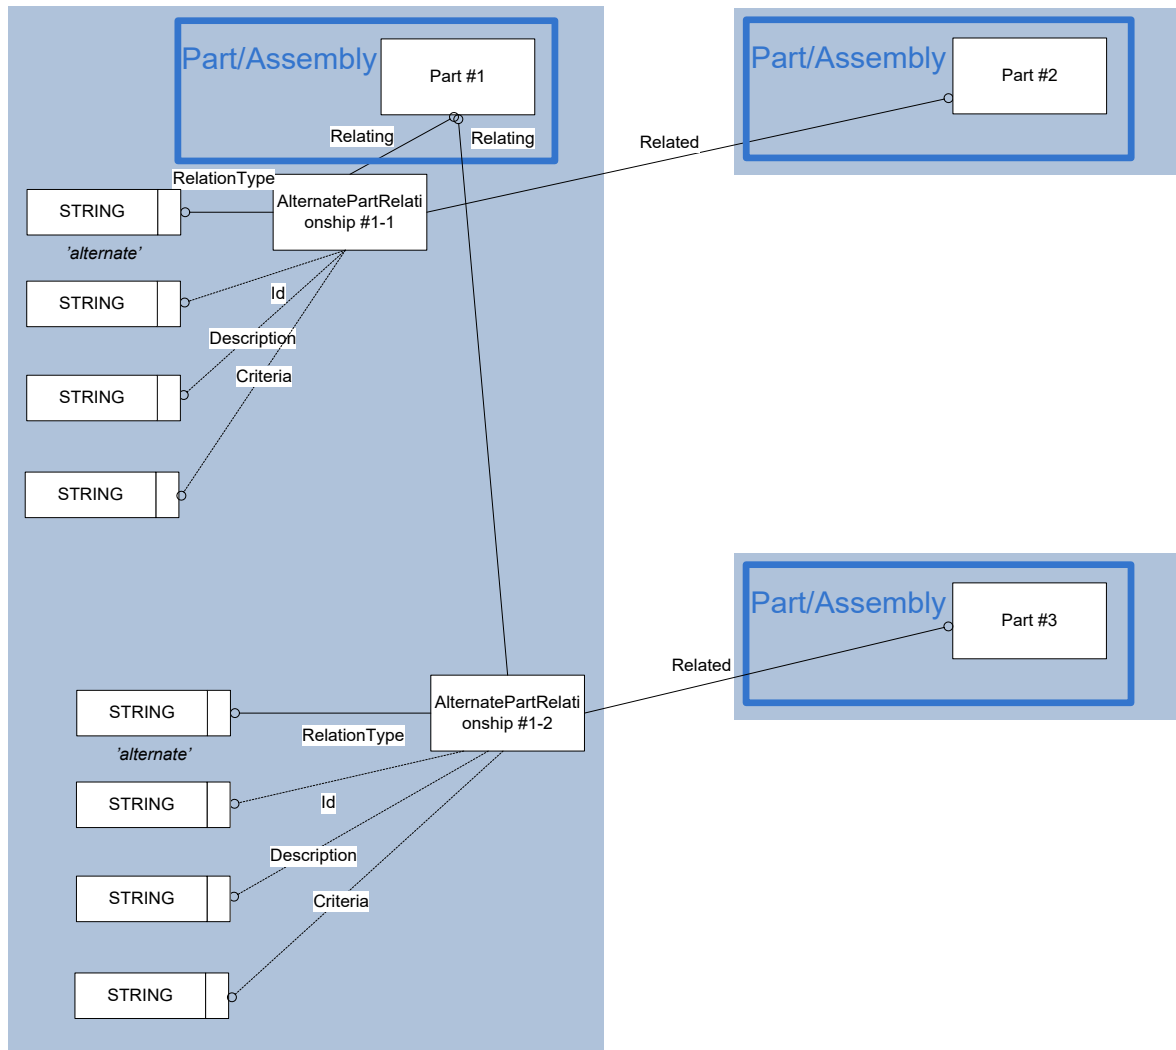 Part/Assembly
Part #1
Part/Assembly
Part #2
Relating
Relating
Related
RelationType
STRING
AlternatePartRelati
onship #1-1
'alternate'
STRING
Id
Description
Criteria
STRING
STRING
Part/Assembly
Part #3
Related
STRING
AlternatePartRelati
onship #1-2
RelationType
'alternate'
STRING
Id
Description
STRING
Criteria
STRING